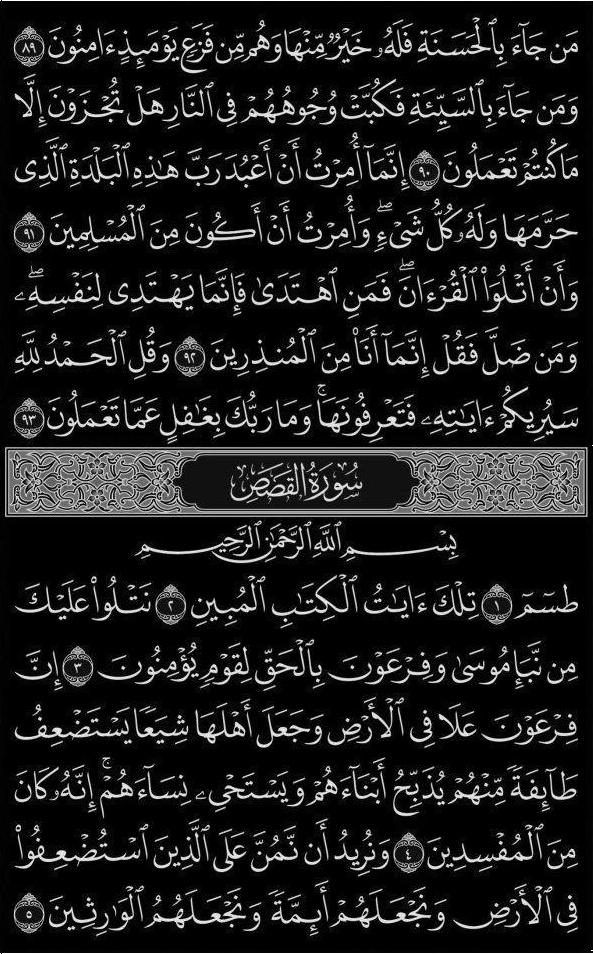 مَن جَآءَ بِٱلْحَسَنَةِ فَلَهُۥ خَيْرٌ مِّنْهَا وَهُم مِّن فَزَعٍ يَوْمَئِذٍ ءَامِنُونَ ٨٩
وَمَن جَآءَ بِٱلسَّيِّئَةِ فَكُبَّتْ وُجُوهُهُمْ فِى ٱلنَّارِ هَلْ تُجْزَوْنَ إِلَّا
مَا كُنتُمْ تَعْمَلُونَ ٩٠ إِنَّمَآ أُمِرْتُ أَنْ أَعْبُدَ رَبَّ هَٰذِهِ ٱلْبَلْدَةِ ٱلَّذِى
حَرَّمَهَا وَلَهُۥ كُلُّ شَىْءٍۖ وَأُمِرْتُ أَنْ أَكُونَ مِنَ ٱلْمُسْلِمِينَ ٩١
وَأَنْ أَتْلُوَا۟ ٱلْقُرْءَانَۖ فَمَنِ ٱهْتَدَىٰ فَإِنَّمَا يَهْتَدِى لِنَفْسِهِۦۖ
وَمَن ضَلَّ فَقُلْ إِنَّمَآ أَنَا۠ مِنَ ٱلْمُنذِرِينَ ٩٢ وَقُلِ ٱلْحَمْدُ لِلَّهِ
سَيُرِيكُمْ ءَايَٰتِهِۦ فَتَعْرِفُونَهَاۚ وَمَا رَبُّكَ بِغَٰفِلٍ عَمَّا تَعْمَلُونَ ٩٣
سُورَةُ القَصَصِ
بِسْمِ ٱللَّهِ ٱلرَّحْمَٰنِ ٱلرَّحِيمِ
طسٓمٓ ١ تِلْكَ ءَايَٰتُ ٱلْكِتَٰبِ ٱلْمُبِينِ ٢ نَتْلُوا۟ عَلَيْكَ
مِن نَّبَإِ مُوسَىٰ وَفِرْعَوْنَ بِٱلْحَقِّ لِقَوْمٍ يُؤْمِنُونَ ٣ إِنَّ
فِرْعَوْنَ عَلَا فِى ٱلْأَرْضِ وَجَعَلَ أَهْلَهَا شِيَعًا يَسْتَضْعِفُ
طَآئِفَةً مِّنْهُمْ يُذَبِّحُ أَبْنَآءَهُمْ وَيَسْتَحْىِۦ نِسَآءَهُمْۚ إِنَّهُۥ كَانَ
مِنَ ٱلْمُفْسِدِينَ ٤ وَنُرِيدُ أَن نَّمُنَّ عَلَى ٱلَّذِينَ ٱسْتُضْعِفُوا۟
فِى ٱلْأَرْضِ وَنَجْعَلَهُمْ أَئِمَّةً وَنَجْعَلَهُمُ ٱلْوَٰرِثِينَ ٥